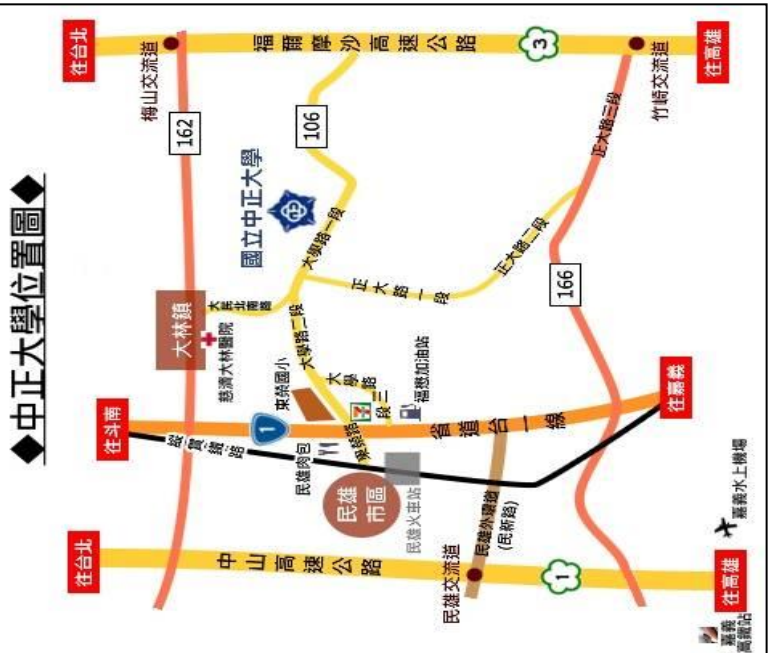 ◆中正大學位置圖◆
往台北
福爾摩沙高速公路
3
往高雄
梅山交流道
竹崎交流道
162
106
正大路三段
國立中正大學
大學路一段
正大路二段
正大路一段
166
大林鎮
大民北南路
慈濟大林醫院
大學路二段
東榮國小
大學路
三段
7
福懋加油站
往斗南
1
省道台一線
往嘉義
縱貫鐵路
民雄肉包
東榮路
民雄
市區
民雄火車站
民雄外環道
(民新路)
嘉義水上機場
往台北
中山高速公路
民雄交流道
1
往高雄
嘉義
高鐵站